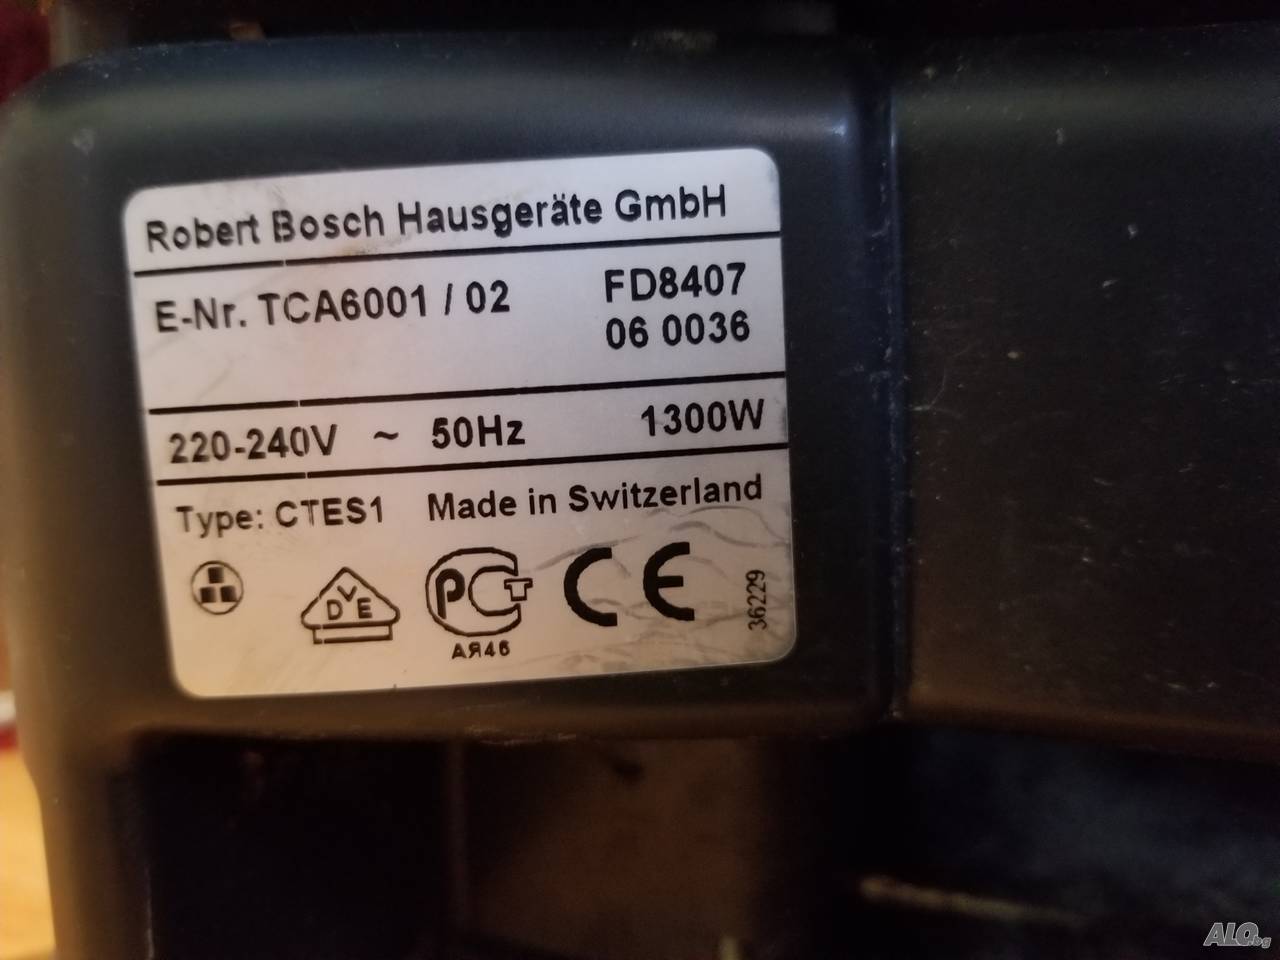 Robert Bosch Hausgeräte GmbH
E-Nr. TCA6001 / 02 FD8407
06 0036
220-240V ~ 50Hz 1300W
Type: CTES1 Made in Switzerland
DVE
PCT
CE
АЯ46
36229
ALO.bg